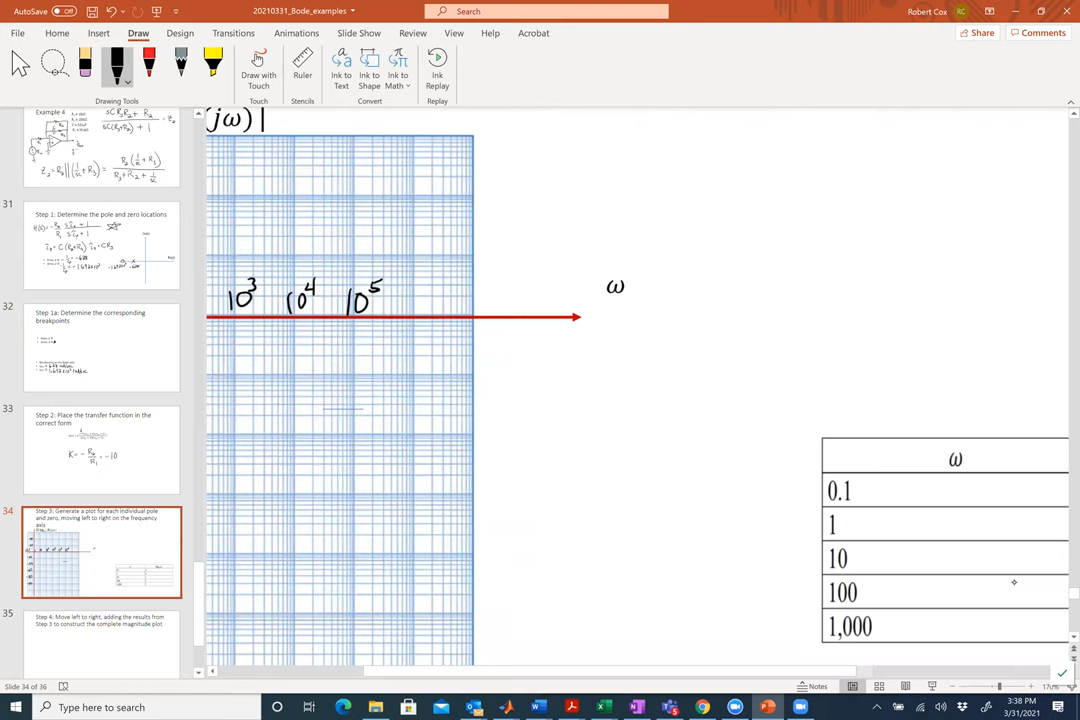 AutoSave Off 20210331_Bode_examples Search Robert Cox RC
File Home Insert Draw Design Transitions Animations Slide Show Review View Help Acrobat Share Comments
Draw with Touch
Ruler
Ink to Text
Ink to Shape
Ink to Math
Ink Replay
Drawing Tools
Touch
Stencils
Convert
Replay
Example 4
31
Step 1: Determine the pole and zero locations
32
Step 1a: Determine the corresponding
breakpoints
33
Step 2: Place the transfer function in the
correct form
K = - R₂/R₁ = -10
34
Step 3: Generate a plot for each individual pole
and zero, moving left to right on the frequency
axis
35
Step 4: Move left to right, adding the results from
Step 3 to construct the complete magnitude plot
(jω)|
10³ 10⁴ 10⁵
ω
ω
0.1
1
10
100
1,000
Slide 34 of 36
Notes
170%
Type here to search
3:38 PM
3/31/2021